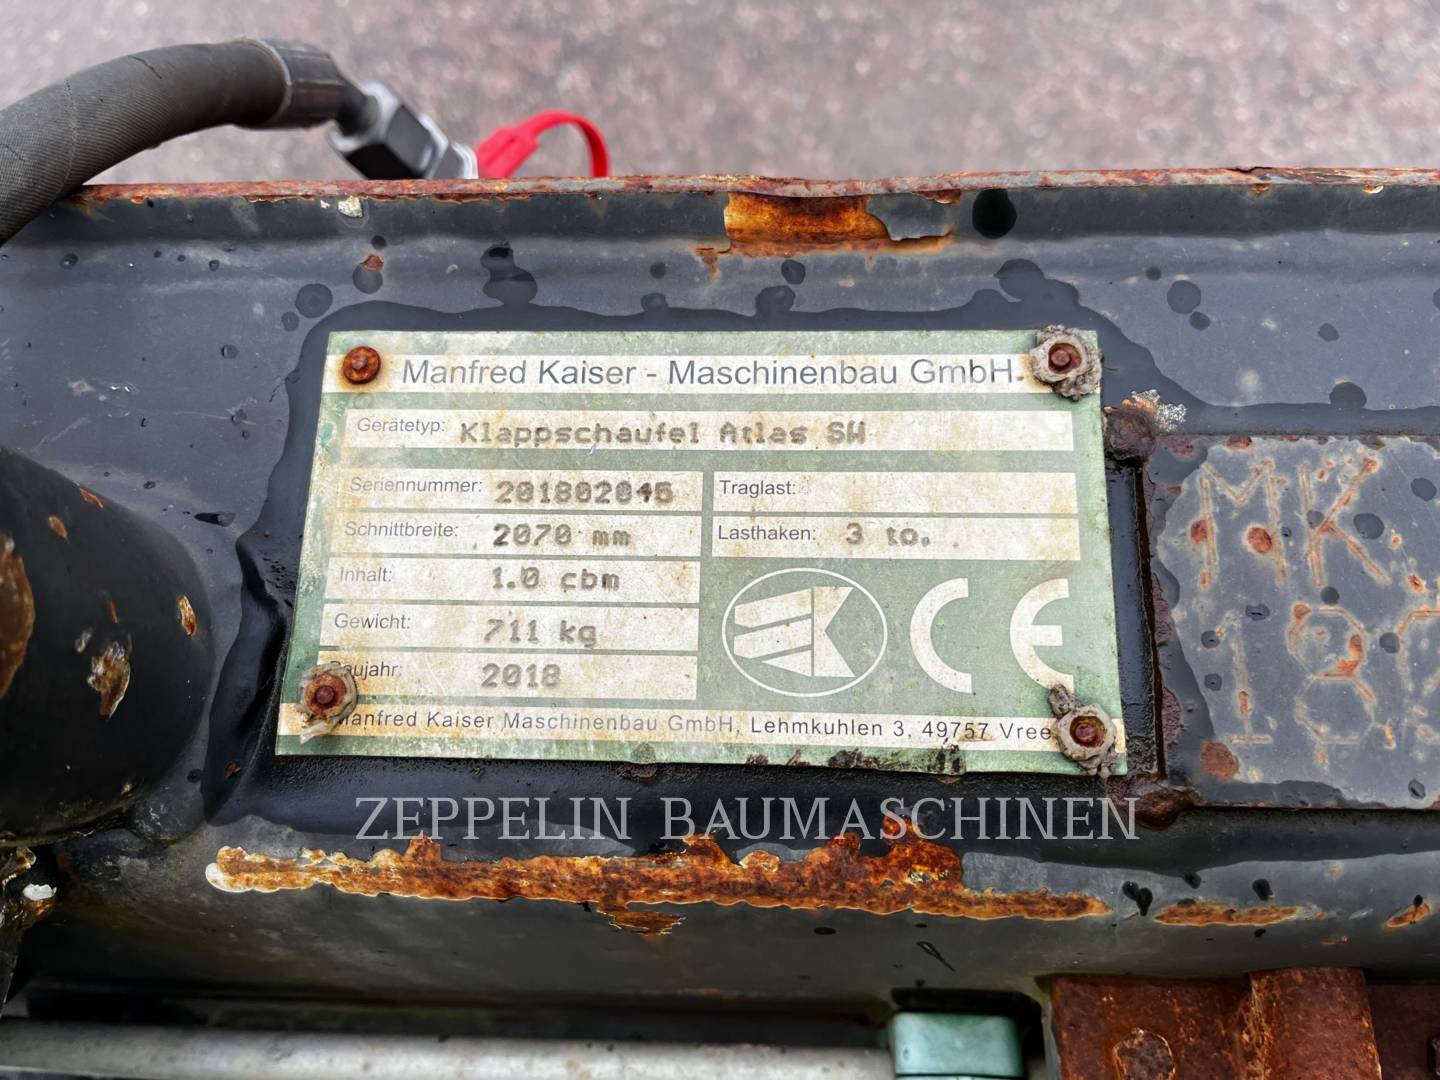 Manfred Kaiser - Maschinenbau GmbH
Gerätetyp: Klappschaufel Atlas SW
Seriennummer: 201802045
Traglast:
Schnittbreite: 2070 mm
Lasthaken: 3 to.
Inhalt: 1.0 cbm
Gewicht: 711 kg
Baujahr: 2018
CE
Manfred Kaiser Maschinenbau GmbH, Lehmkuhlen 3, 49757 Vree
MK
ZEPPELIN BAUMASCHINEN